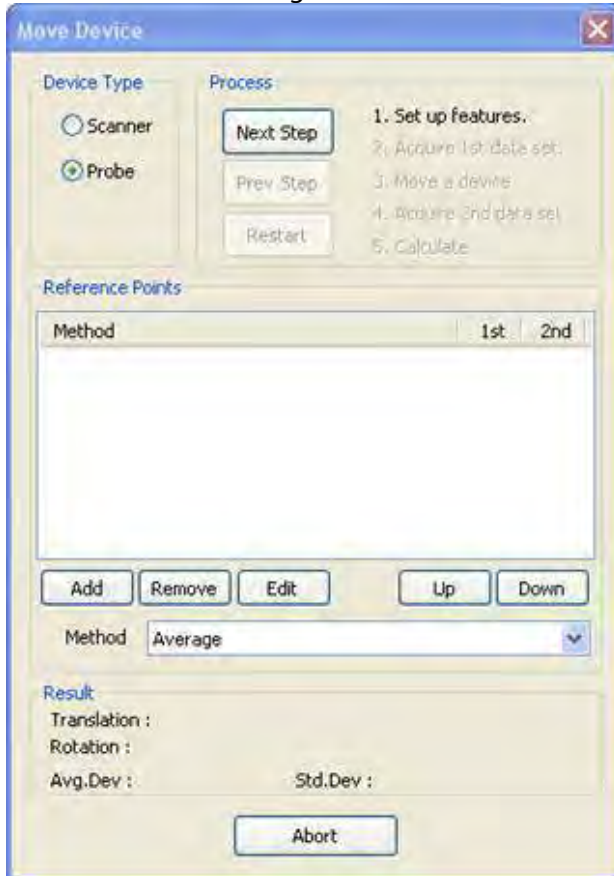 Move Device
Device Type
Scanner
Probe
Process
Next Step
Prev Step
Restart
1. Set up features.
2. Acquire 1st data set.
3. Move a device
4. Acquire 2nd data set
5. Calculate
Reference Points
Method 1st 2nd
Add Remove Edit Up Down
Method Average
Result
Translation :
Rotation :
Avg.Dev : Std.Dev :
Abort